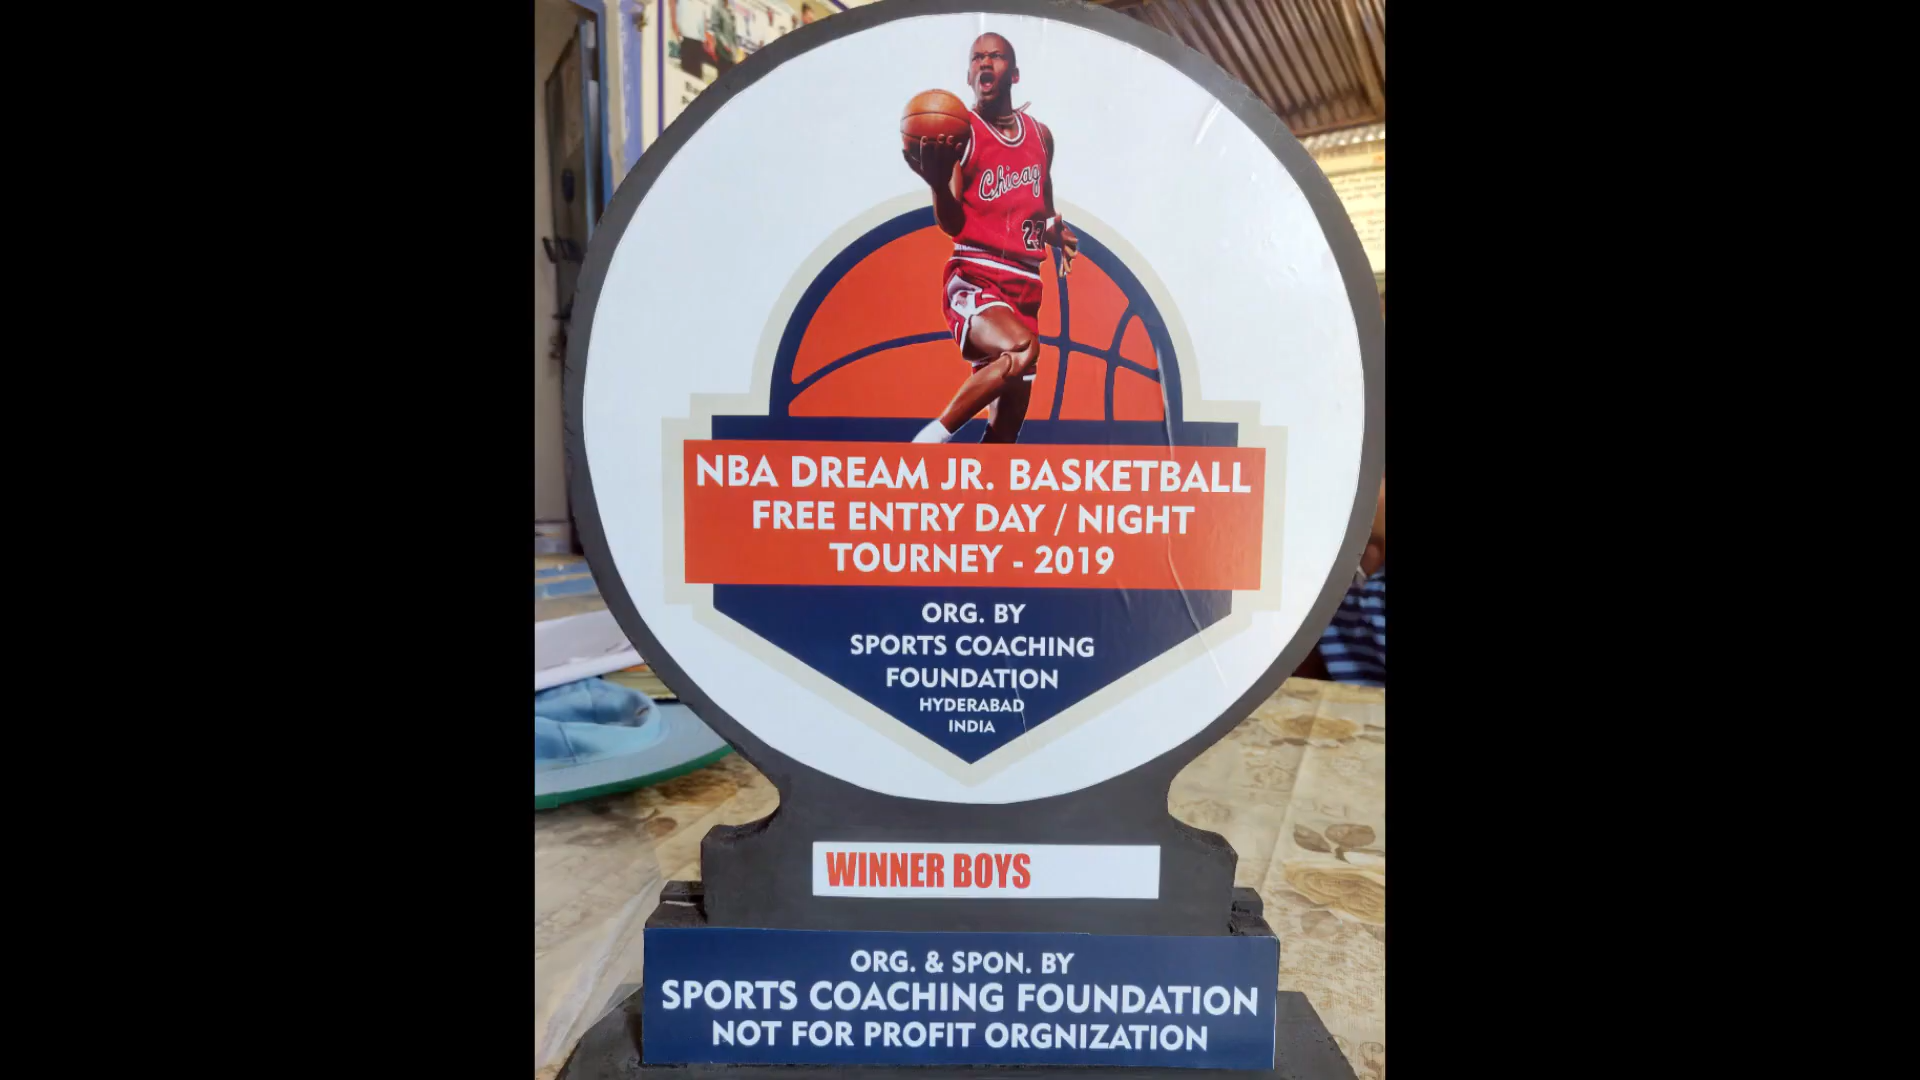 Chicag
23
NBA DREAM JR. BASKETBALL
FREE ENTRY DAY / NIGHT
TOURNEY - 2019
ORG. BY
SPORTS COACHING
FOUNDATION
HYDERABAD
INDIA
WINNER BOYS
ORG. & SPON. BY
SPORTS COACHING FOUNDATION
NOT FOR PROFIT ORGNIZATION